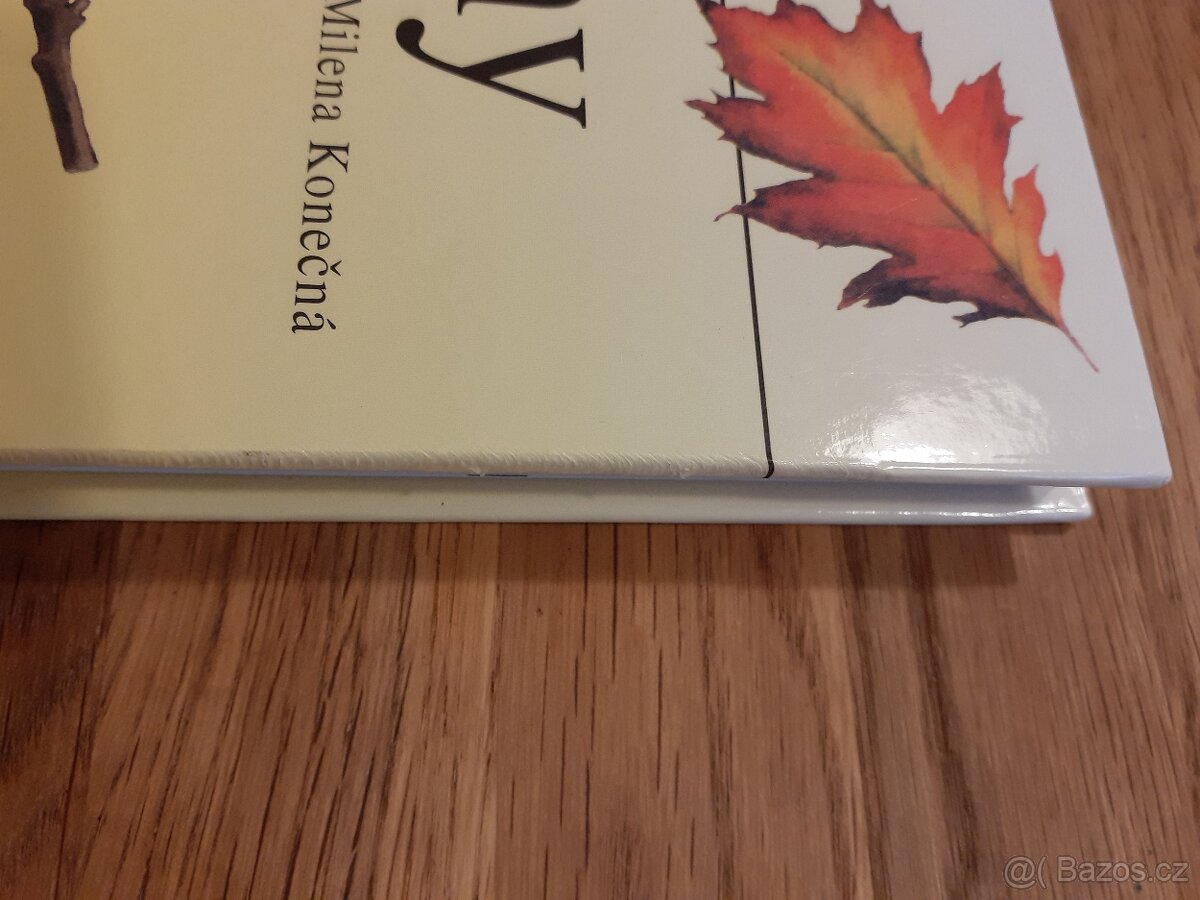 Milena Konečná
@( Bazos.cz